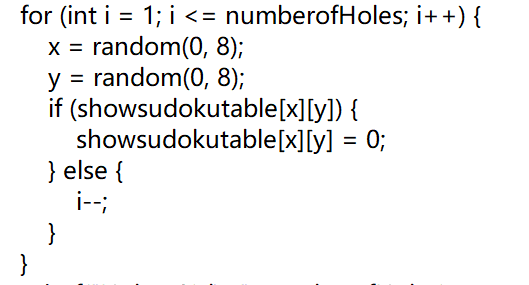 for (int i = 1; i <= numberofHoles; i++) {
x = random(0, 8);
y = random(0, 8);
if (showsudokutable[x][y]) {
showsudokutable[x][y] = 0;
} else {
i--;
}
}